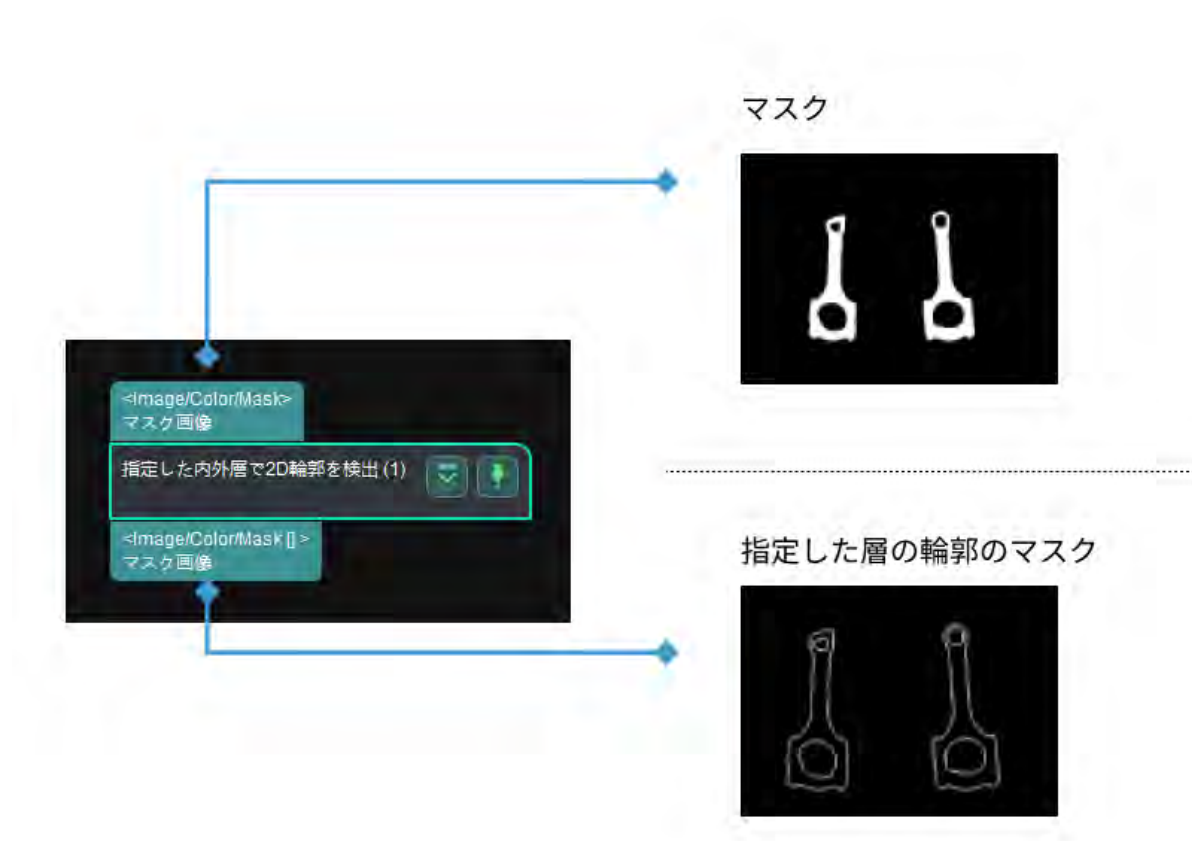 マスク
<Image/Color/Mask>
マスク画像
指定した内外層で2D輪郭を検出 (1)
<Image/Color/Mask [] >
マスク画像
指定した層の輪郭のマスク